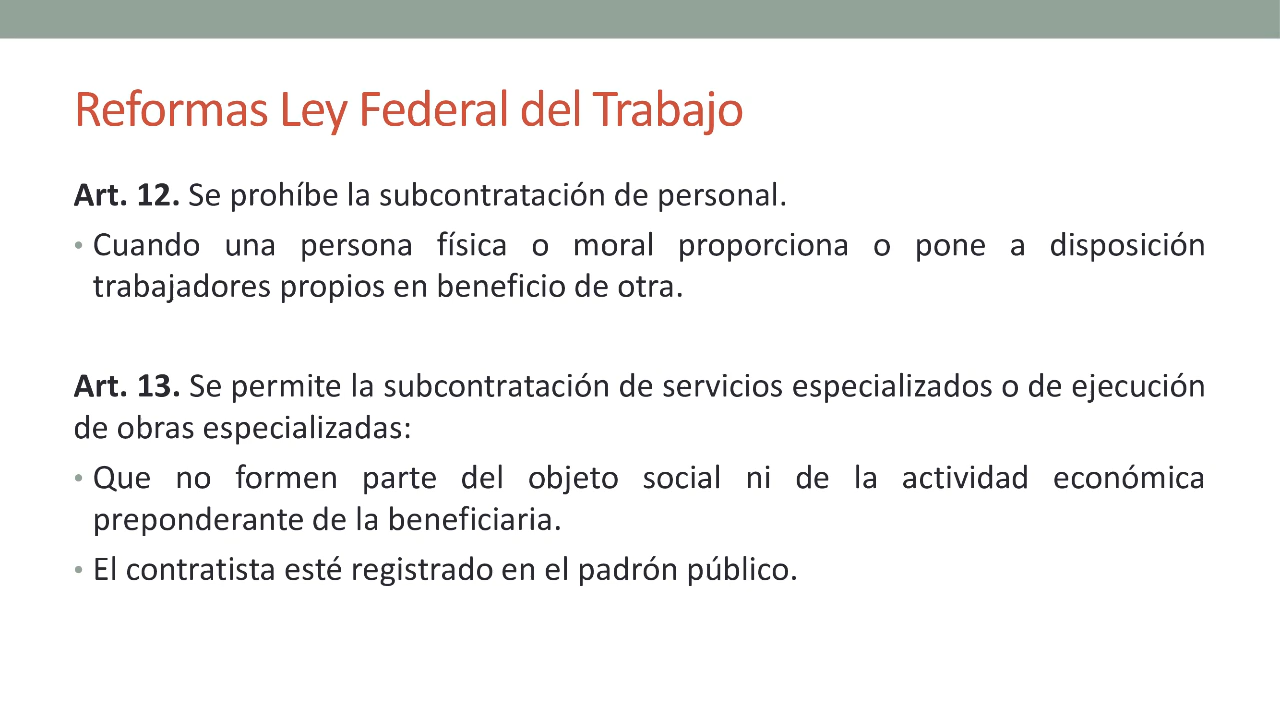 Reformas Ley Federal del Trabajo
Art. 12. Se prohíbe la subcontratación de personal.
• Cuando una persona física o moral proporciona o pone a disposición
trabajadores propios en beneficio de otra.
Art. 13. Se permite la subcontratación de servicios especializados o de ejecución
de obras especializadas:
• Que no formen parte del objeto social ni de la actividad económica
preponderante de la beneficiaria.
• El contratista esté registrado en el padrón público.